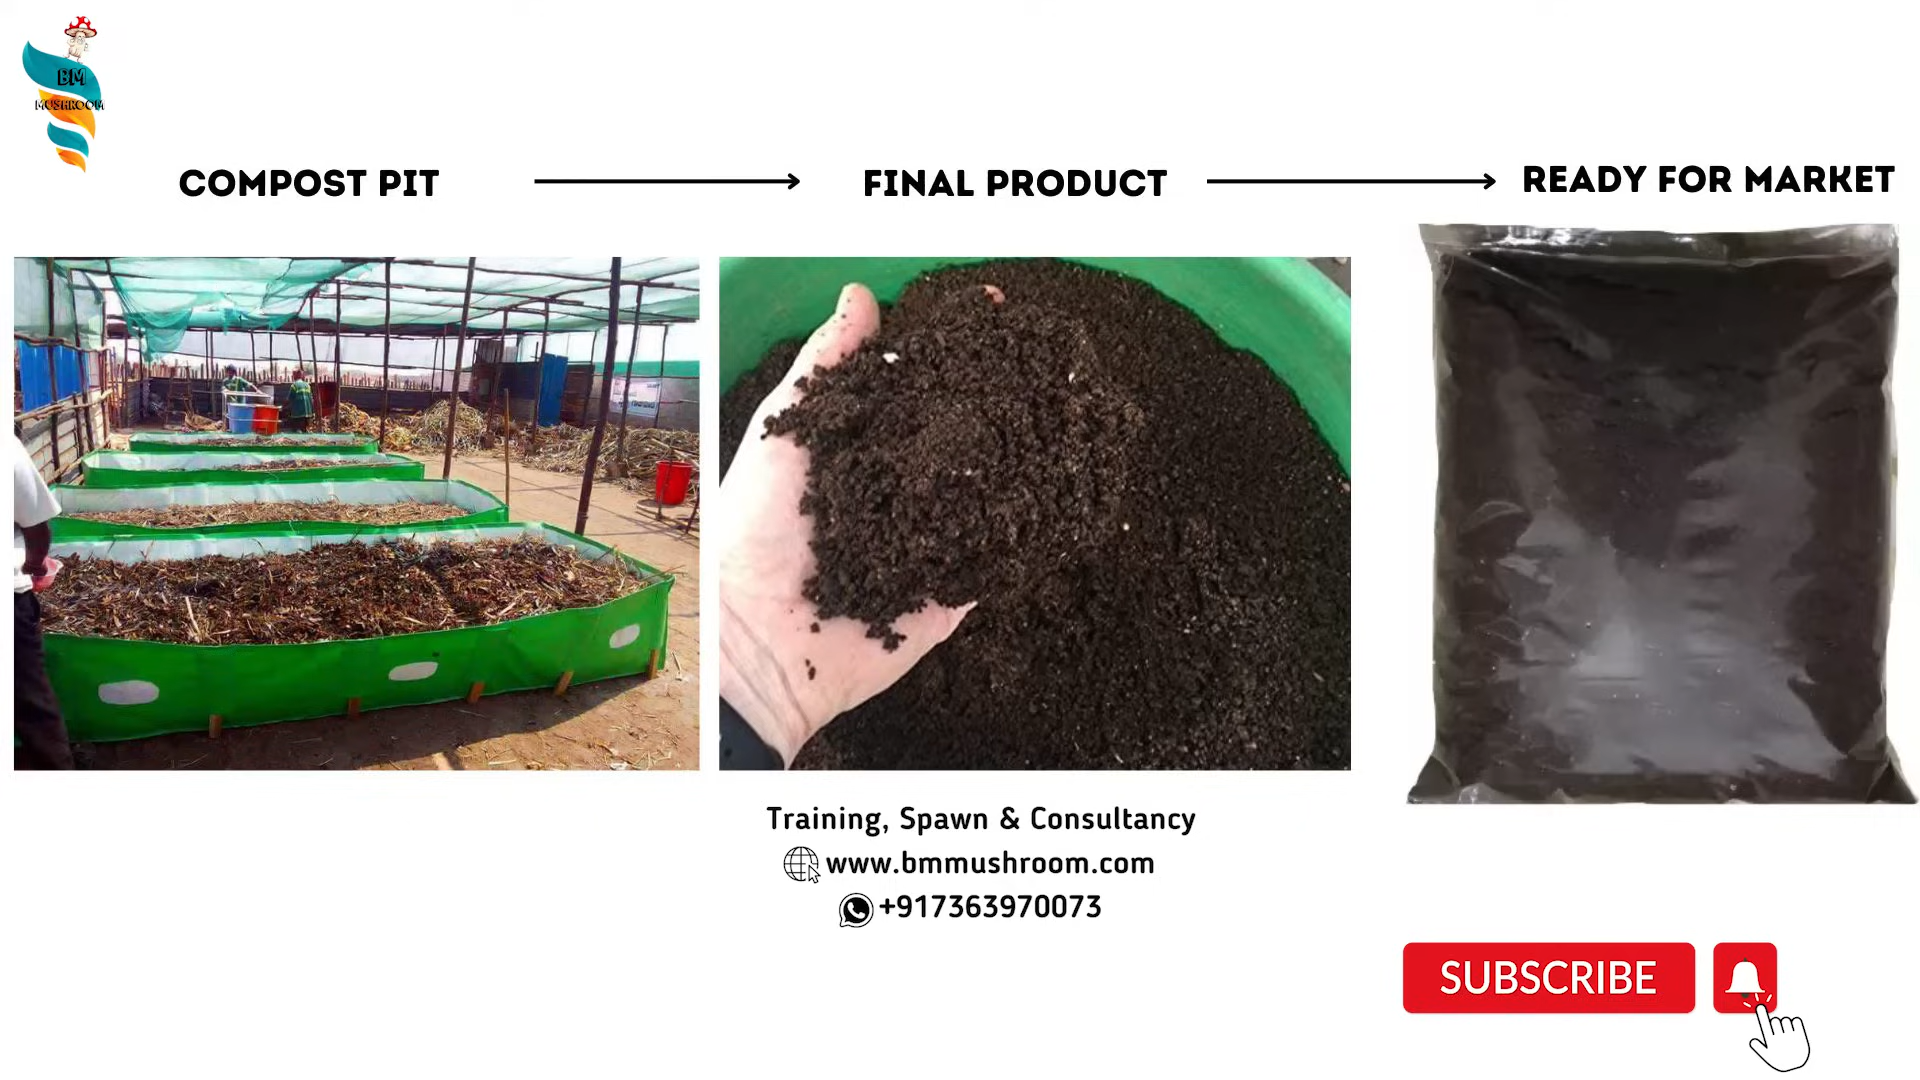 BM
MUSHROOM
COMPOST PIT
FINAL PRODUCT
READY FOR MARKET
Training, Spawn & Consultancy
www.bmmushroom.com
+917363970073
SUBSCRIBE